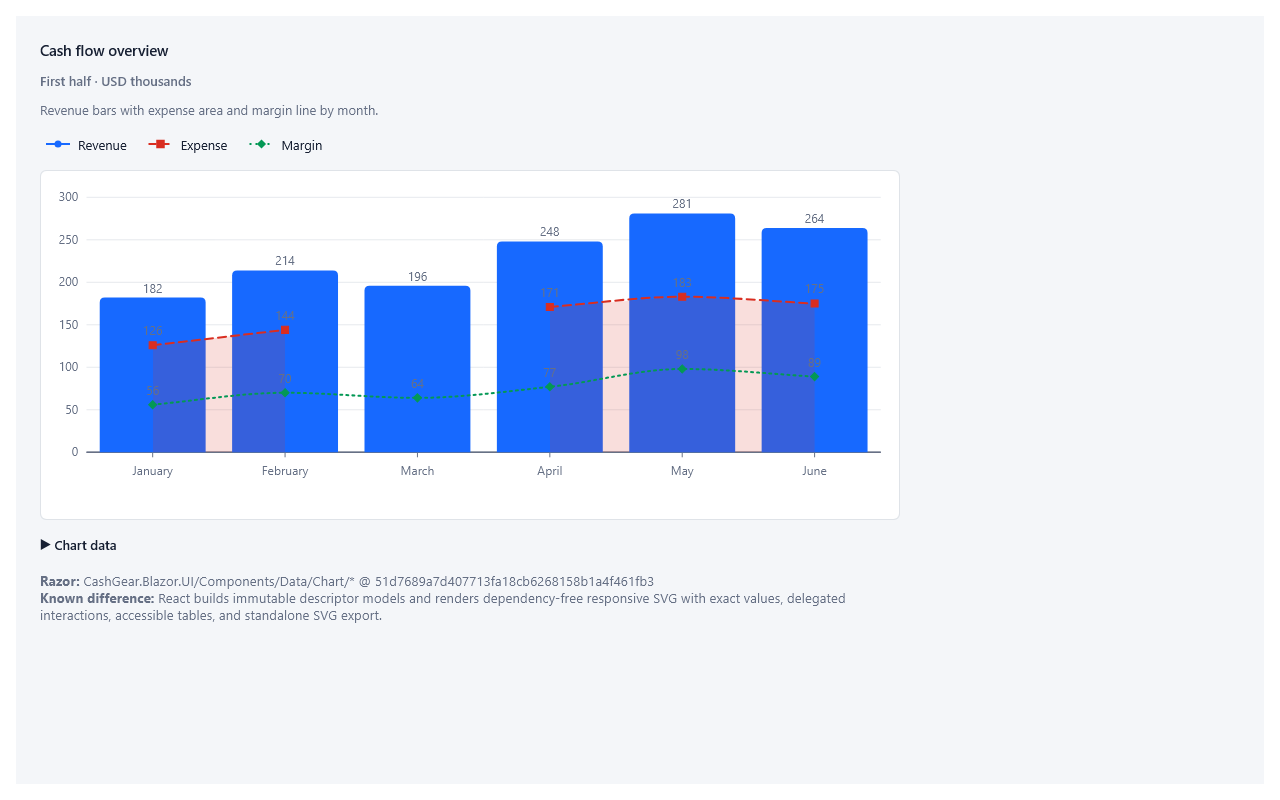 Cash flow overview
First half · USD thousands
Revenue bars with expense area and margin line by month.
Revenue Expense Margin
300
250
200
150
100
50
0
182
214
196
248
281
264
126
144
171
183
175
56
70
64
77
98
89
January February March April May June
▶ Chart data
Razor: CashGear.Blazor.UI/Components/Data/Chart/* @ 51d7689a7d407713fa18cb6268158b1a4f461fb3
Known difference: React builds immutable descriptor models and renders dependency-free responsive SVG with exact values, delegated
interactions, accessible tables, and standalone SVG export.